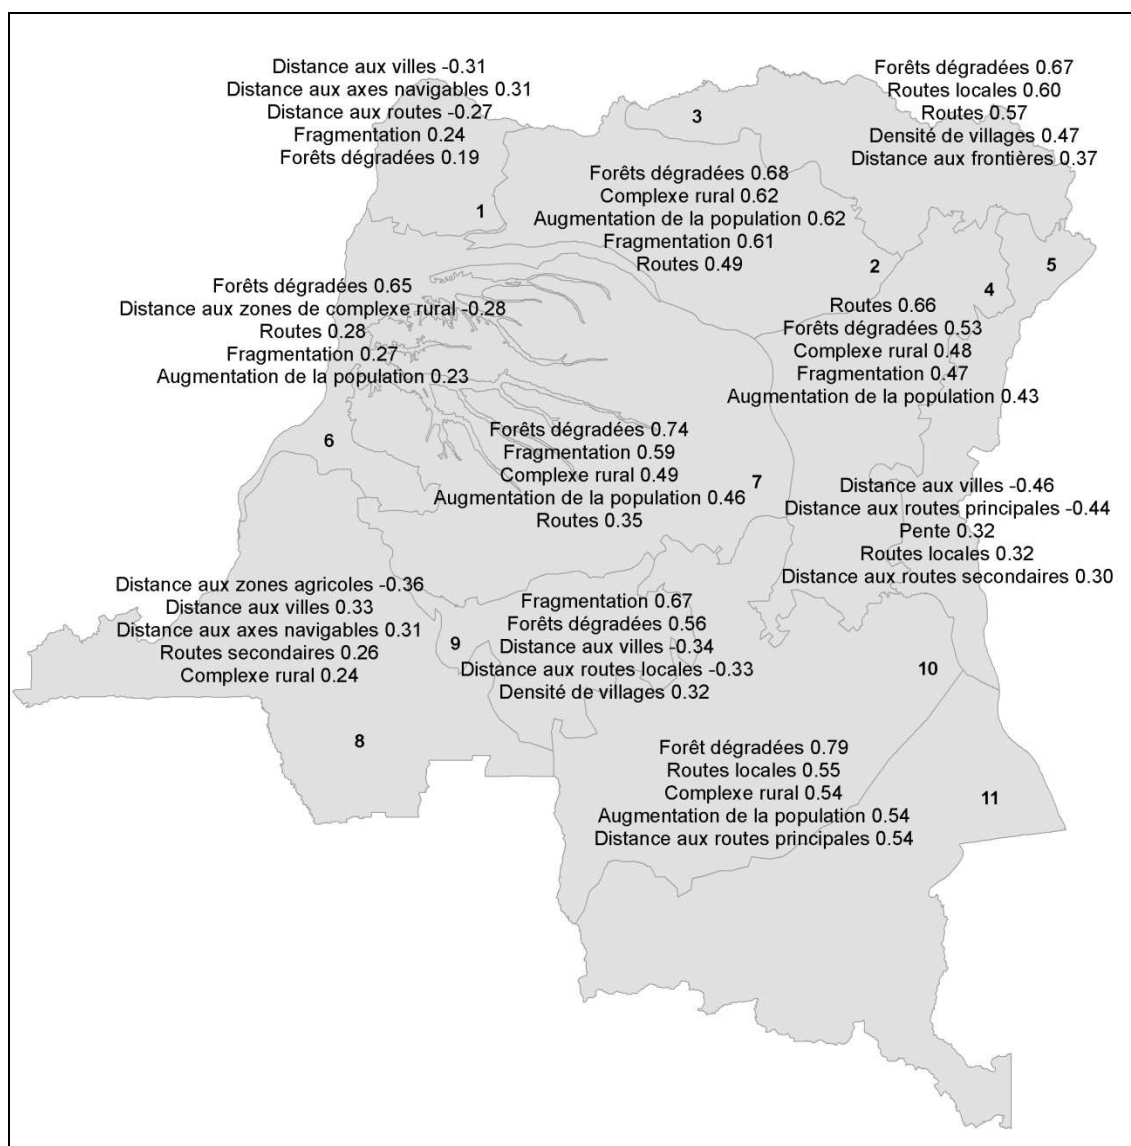 Distance aux villes -0.31
Distance aux axes navigables 0.31
Distance aux routes -0.27
Fragmentation 0.24
Forêts dégradées 0.19
1
3
Forêts dégradées 0.67
Routes locales 0.60
Routes 0.57
Densité de villages 0.47
Distance aux frontières 0.37
Forêts dégradées 0.68
Complexe rural 0.62
Augmentation de la population 0.62
Fragmentation 0.61
Routes 0.49
2
5
4
Forêts dégradées 0.65
Distance aux zones de complexe rural -0.28
Routes 0.28
Fragmentation 0.27
Augmentation de la population 0.23
6
Routes 0.66
Forêts dégradées 0.53
Complexe rural 0.48
Fragmentation 0.47
Augmentation de la population 0.43
Forêts dégradées 0.74
Fragmentation 0.59
Complexe rural 0.49
Augmentation de la population 0.46
Routes 0.35
7
Distance aux villes -0.46
Distance aux routes principales -0.44
Pente 0.32
Routes locales 0.32
Distance aux routes secondaires 0.30
Distance aux zones agricoles -0.36
Distance aux villes 0.33
Distance aux axes navigables 0.31
Routes secondaires 0.26
Complexe rural 0.24
8
9
Fragmentation 0.67
Forêts dégradées 0.56
Distance aux villes -0.34
Distance aux routes locales -0.33
Densité de villages 0.32
10
Forêt dégradées 0.79
Routes locales 0.55
Complexe rural 0.54
Augmentation de la population 0.54
Distance aux routes principales 0.54
11